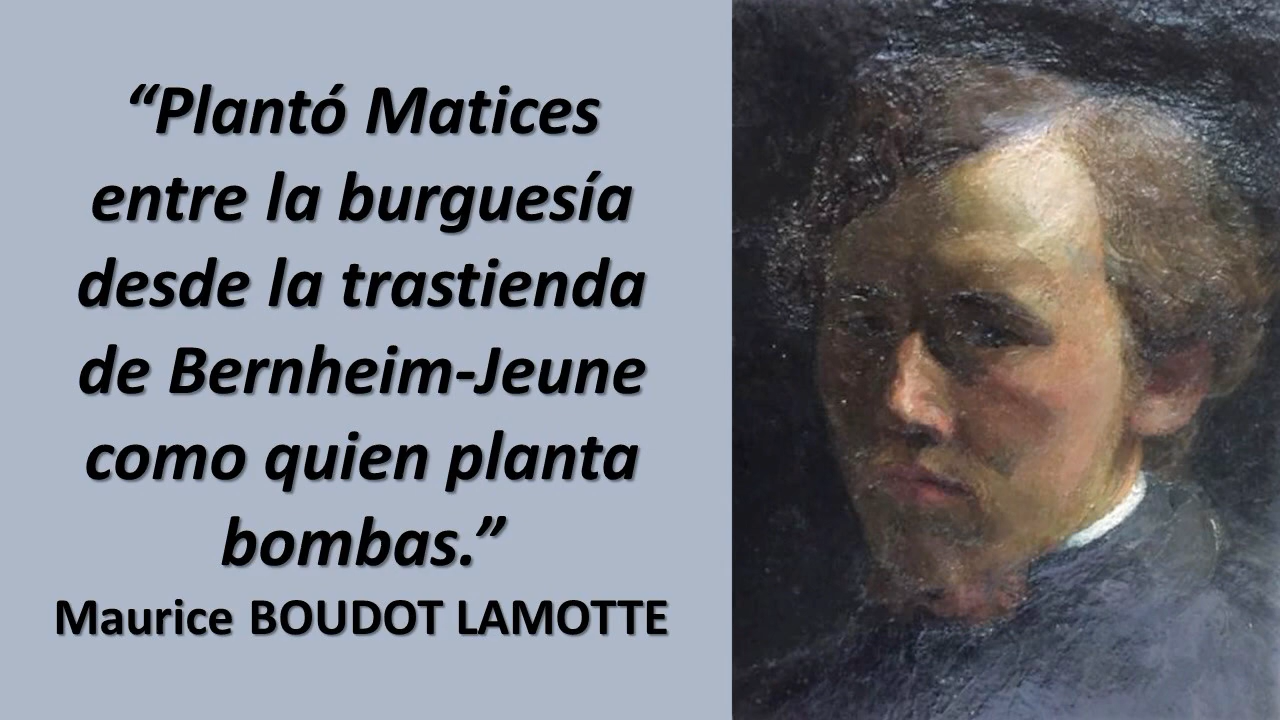 “Plantó Matices
entre la burguesía
desde la trastienda
de Bernheim-Jeune
como quien planta
bombas.”
Maurice BOUDOT LAMOTTE